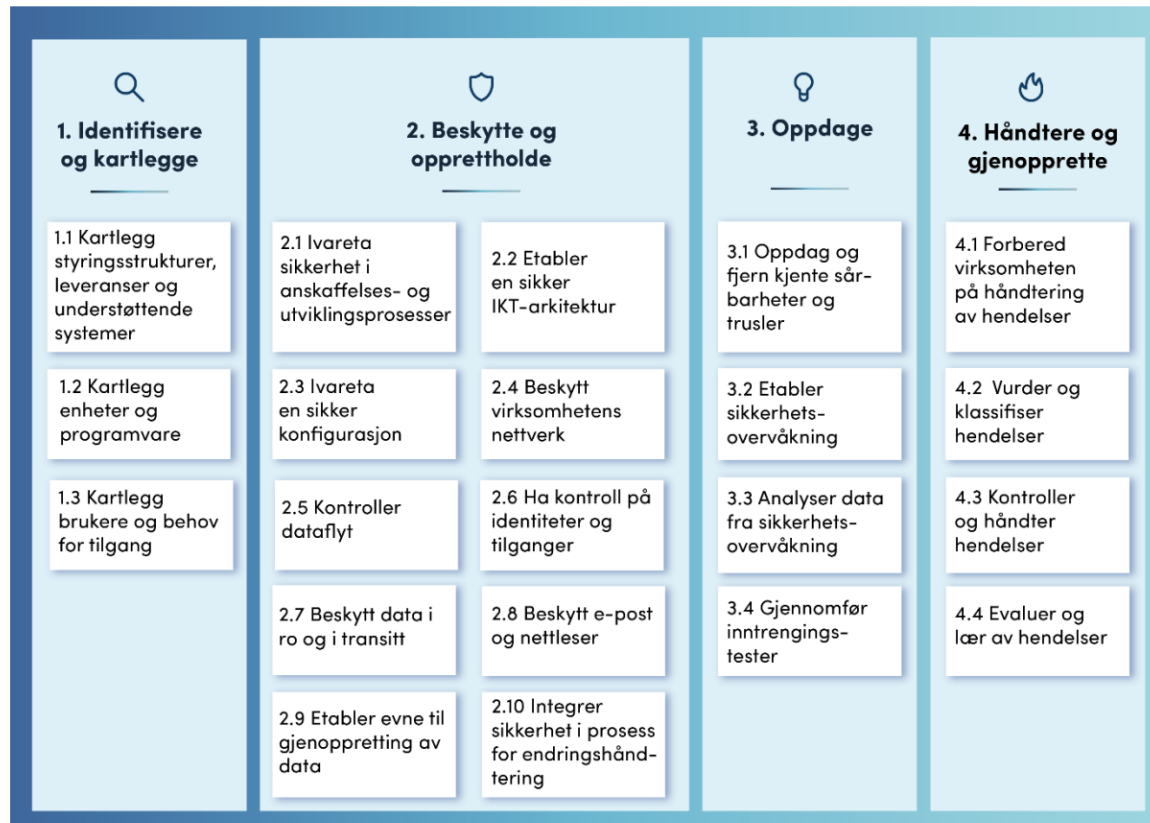 1. Identifisere
og kartlegge
1.1 Kartlegg
styringsstrukturer,
leveranser og
understøttende
systemer
1.2 Kartlegg
enheter og
programvare
1.3 Kartlegg
brukere og behov
for tilgang
2. Beskytte og
opprettholde
2.1 Ivareta
sikkerhet i
anskaffelses- og
utviklingsprosesser
2.2 Etabler
en sikker
IKT-arkitektur
2.3 Ivareta
en sikker
konfigurasjon
2.4 Beskytt
virksomhetens
nettverk
2.5 Kontroller
dataflyt
2.6 Ha kontroll på
identiteter og
tilganger
2.7 Beskytt data i
ro og i transitt
2.8 Beskytt e-post
og nettleser
2.9 Etabler evne til
gjenoppretting av
data
2.10 Integrer
sikkerhet i prosess
for endringshånd-
tering
3. Oppdage
3.1 Oppdag og
fjern kjente sår-
barheter og
trusler
3.2 Etabler
sikkerhets-
overvåkning
3.3 Analyser data
fra sikkerhets-
overvåkning
3.4 Gjennomfør
inntrengings-
tester
4. Håndtere og
gjenopprette
4.1 Forbered
virksomheten
på håndtering
av hendelser
4.2 Vurder og
klassifiser
hendelser
4.3 Kontroller
og håndter
hendelser
4.4 Evaluer og
lær av hendelser